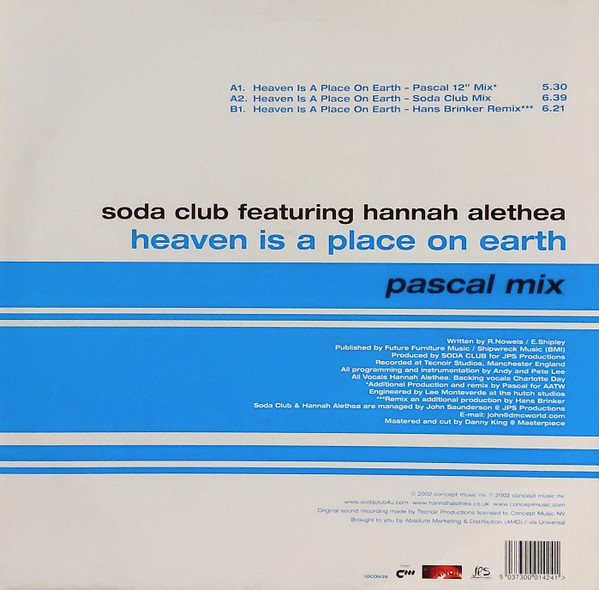 A1. Heaven Is A Place On Earth - Pascal 12" Mix* 5.30
A2. Heaven Is A Place On Earth - Soda Club Mix 6.39
B1. Heaven Is A Place On Earth - Hans Brinker Remix*** 6.21
soda club featuring hannah alethea
heaven is a place on earth
pascal mix
Written by R.Nowels / E.Shipley
Published by Future Furniture Music / Shipwreck Music (BMI)
Produced by SODA CLUB for JPS Productions
Recorded at Tecnoir Studios, Manchester England
All programming and instrumentation by Andy and Pete Lee
All Vocals Hannah Alethea. Backing vocals Charlotte Day
*Additional Production and remix by Pascal for AATW
Engineered by Lee Monteverde at the hutch studios
***Remix an additional production by Hans Brinker
Soda Club & Hannah Alethea are managed by John Saunderson @ JPS Productions
E-mail: john@dmcworld.com
Mastered and cut by Danny King @ Masterpiece
℗ 2002 concept music nv. © 2002 concept music nv.
www.sodaclub4u.com www.hannahalethea.co.uk www.conceptmusic.com
Original sound recording made by Tecnoir Productions licensed to Concept Music NV
Brought to you by Absolute Marketing & Distribution (AMD) / via Universal
12CON28
JPS
5 037300 014241 >